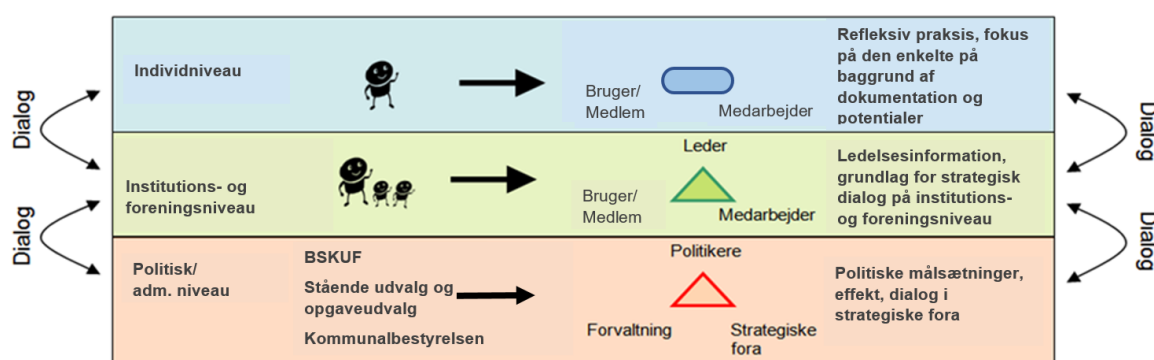 Individniveau
Bruger/
Medlem
Medarbejder
Refleksiv praksis, fokus
på den enkelte på
baggrund af
dokumentation og
potentialer
Dialog
Dialog
Institutions- og
foreningsniveau
Leder
Bruger/
Medlem
Medarbejder
Ledelsesinformation,
grundlag for strategisk
dialog på institutions-
og foreningsniveau
Dialog
Dialog
Politisk/
adm. niveau
BSKUF
Stående udvalg og
opgaveudvalg
Kommunalbestyrelsen
Politikere
Forvaltning
Strategiske
fora
Politiske målsætninger,
effekt, dialog i
strategiske fora